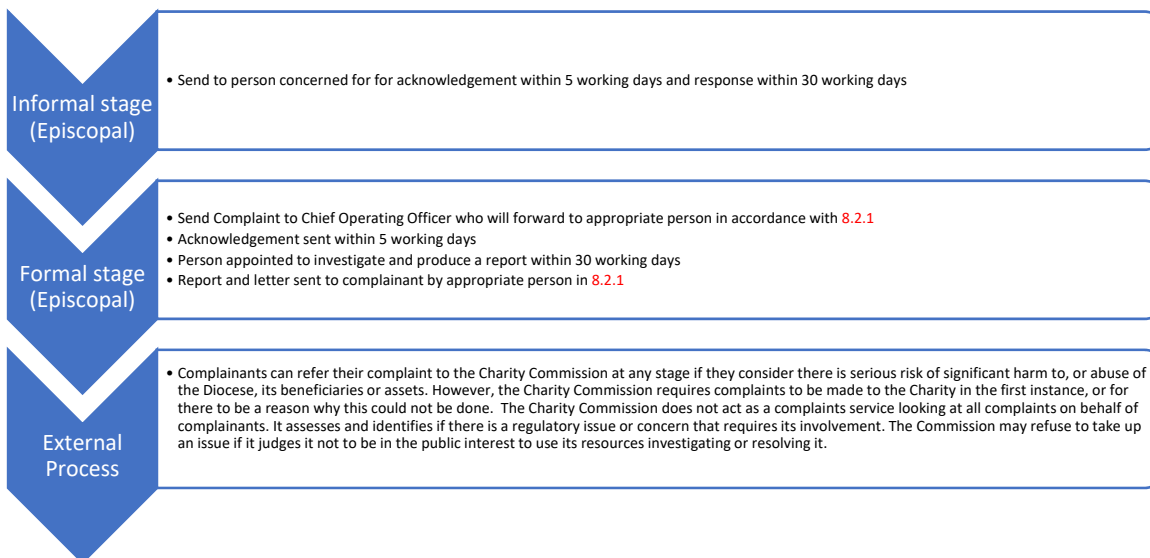 Informal stage
(Episcopal)
• Send to person concerned for for acknowledgement within 5 working days and response within 30 working days
Formal stage
(Episcopal)
• Send Complaint to Chief Operating Officer who will forward to appropriate person in accordance with 8.2.1
• Acknowledgement sent within 5 working days
• Person appointed to investigate and produce a report within 30 working days
• Report and letter sent to complainant by appropriate person in 8.2.1
External
Process
• Complainants can refer their complaint to the Charity Commission at any stage if they consider there is serious risk of significant harm to, or abuse of
the Diocese, its beneficiaries or assets. However, the Charity Commission requires complaints to be made to the Charity in the first instance, or for
there to be a reason why this could not be done.  The Charity Commission does not act as a complaints service looking at all complaints on behalf of
complainants. It assesses and identifies if there is a regulatory issue or concern that requires its involvement. The Commission may refuse to take up
an issue if it judges it not to be in the public interest to use its resources investigating or resolving it.